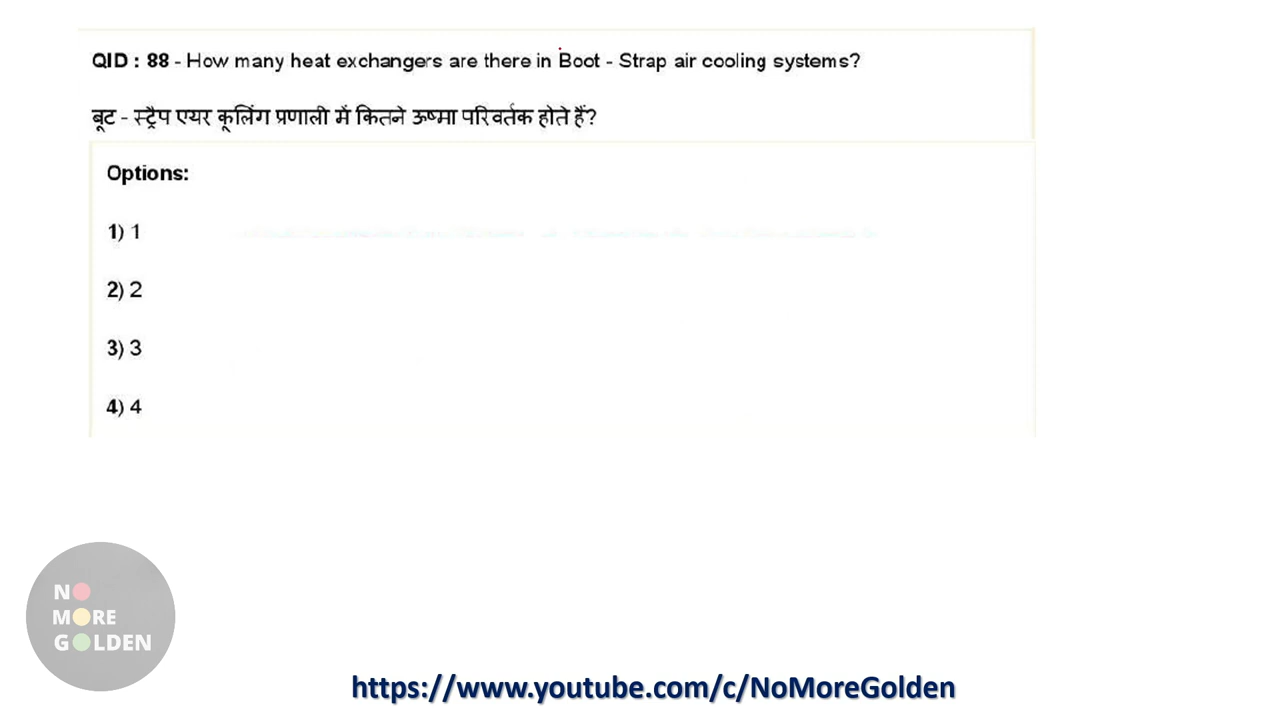 QID : 88 - How many heat exchangers are there in Boot - Strap air cooling systems?
बूट - स्ट्रैप एयर कूलिंग प्रणाली में कितने ऊष्मा परिवर्तक होते हैं?
Options:
1) 1
2) 2
3) 3
4) 4
NO
MORE
GOLDEN
https://www.youtube.com/c/NoMoreGolden